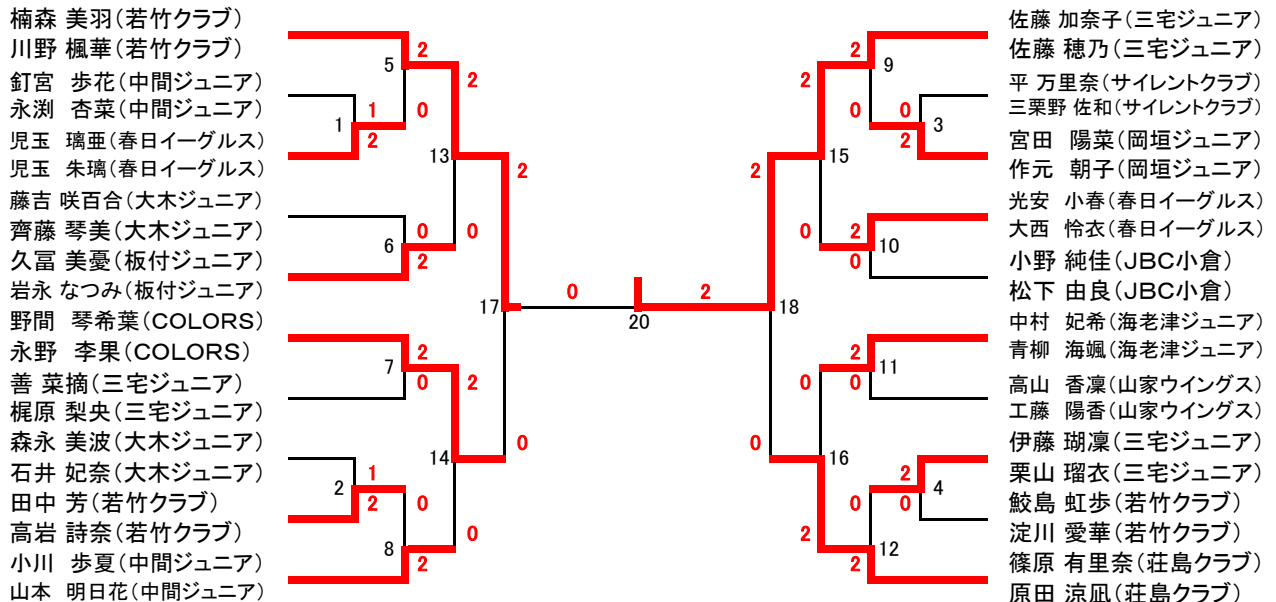 楠森 美羽(若竹クラブ)
川野 楓華(若竹クラブ)
釘宮　歩花(中間ジュニア)
永渕　杏菜(中間ジュニア)
児玉　璃亜(春日イーグルス)
児玉　朱璃(春日イーグルス)
藤吉 咲百合(大木ジュニア)
齊藤 琴美(大木ジュニア)
久冨 美憂(板付ジュニア)
岩永 なつみ(板付ジュニア)
野間　琴希葉(COLORS)
永野　李果(COLORS)
善 菜摘(三宅ジュニア)
梶原 梨央(三宅ジュニア)
森永 美波(大木ジュニア)
石井 妃奈(大木ジュニア)
田中 芳(若竹クラブ)
高岩 詩奈(若竹クラブ)
小川　歩夏(中間ジュニア)
山本　明日花(中間ジュニア)
5 2
1 1 2 0
13 2
6 0 2 0
17 2
7 2 0
14 2 0
2 1 2 0
8 2 0
0 20 2
18 2 0
15 2 0
9 2 0
3 0 2
10 2 0
16 0 2
11 2 0
4 2 0
12 0 2
佐藤 加奈子(三宅ジュニア)
佐藤 穂乃(三宅ジュニア)
平 万里奈(サイレントクラブ)
三栗野 佐和(サイレントクラブ)
宮田　陽菜(岡垣ジュニア)
作元　朝子(岡垣ジュニア)
光安　小春(春日イーグルス)
大西　怜衣(春日イーグルス)
小野 純佳(JBC小倉)
松下 由良(JBC小倉)
中村　妃希(海老津ジュニア)
青柳　海颯(海老津ジュニア)
高山　香凜(山家ウイングス)
工藤　陽香(山家ウイングス)
伊藤 瑚凜(三宅ジュニア)
栗山 瑠衣(三宅ジュニア)
鮫島 虹歩(若竹クラブ)
淀川 愛華(若竹クラブ)
篠原 有里奈(荘島クラブ)
原田 涼凪(荘島クラブ)